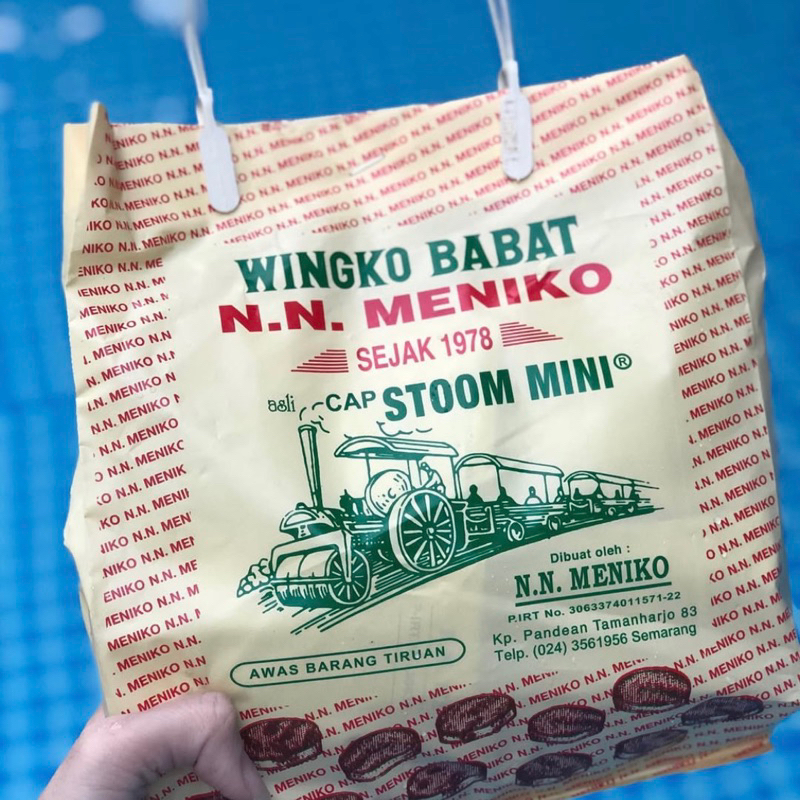 WINGKO BABAT
N.N. MENIKO
SEJAK 1978
asli CAP STOOM MINI®
Dibuat oleh :
N.N. MENIKO
P.IRT No. 3063374011571-22
Kp. Pandean Tamanharjo 83
Telp. (024) 3561956 Semarang
AWAS BARANG TIRUAN